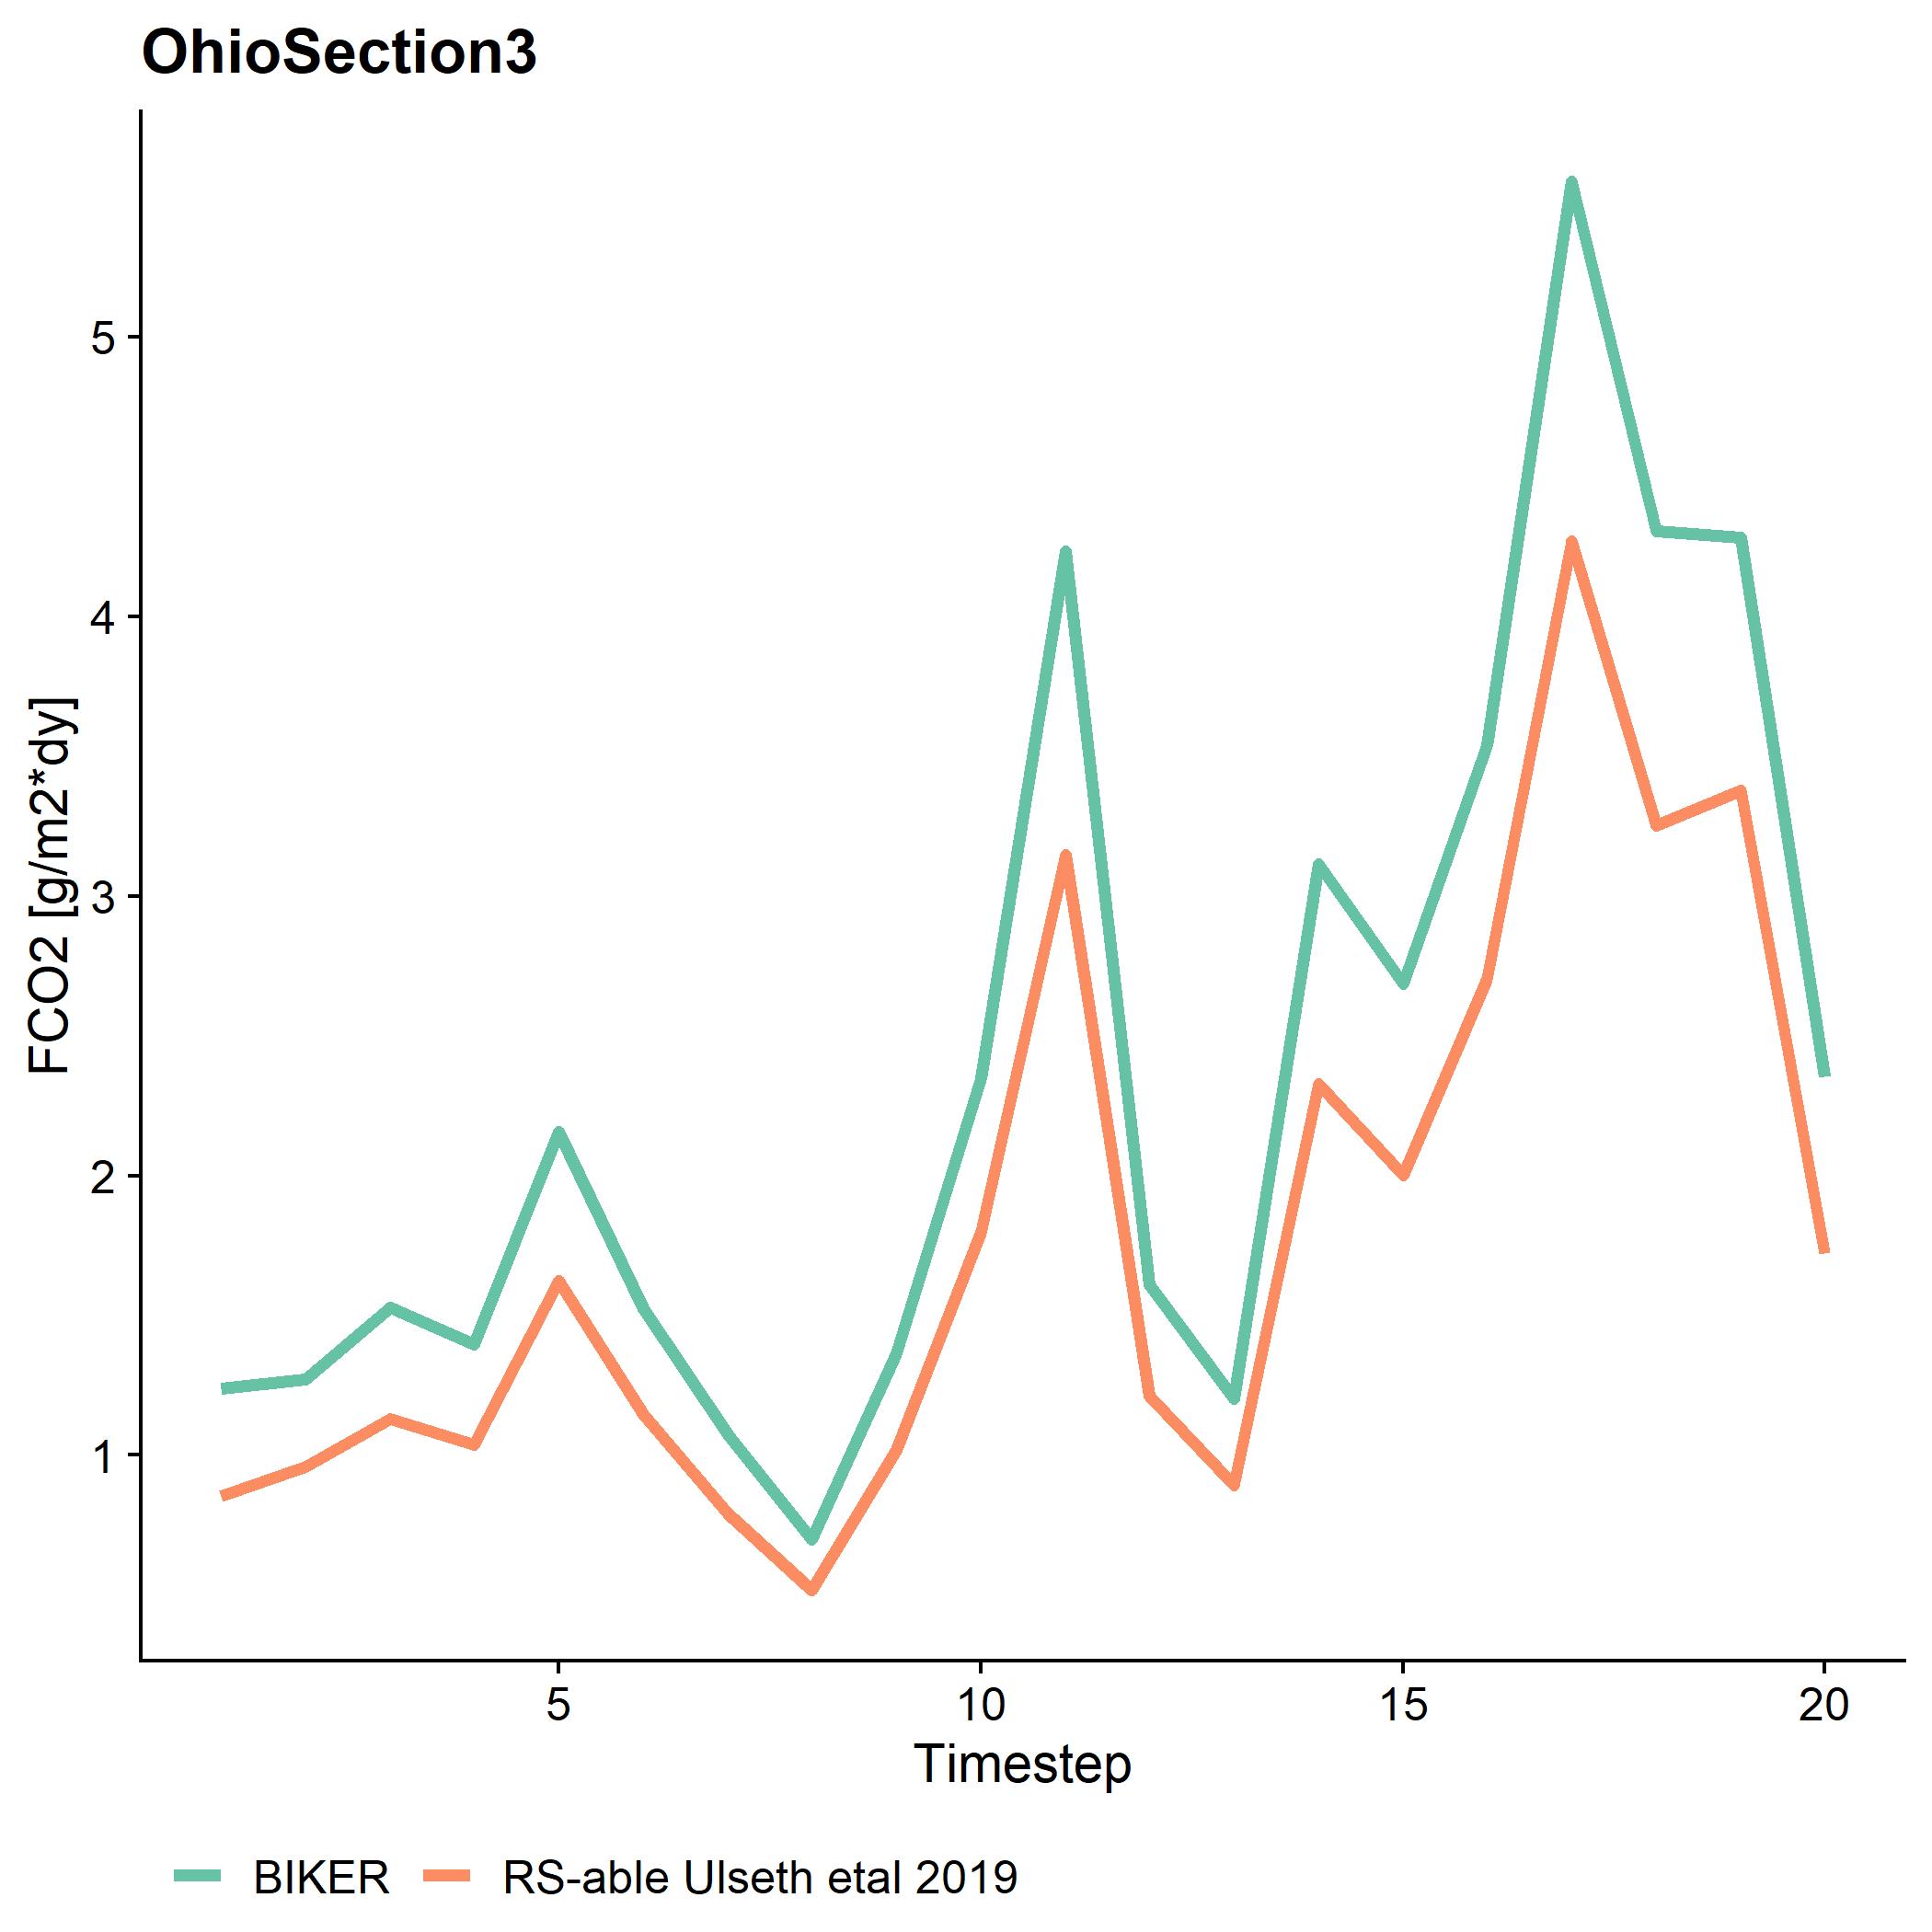 OhioSection3
FCO2 [g/m2*dy]
5
4
3
2
1
5 10 15 20
Timestep
BIKER RS-able Ulseth etal 2019